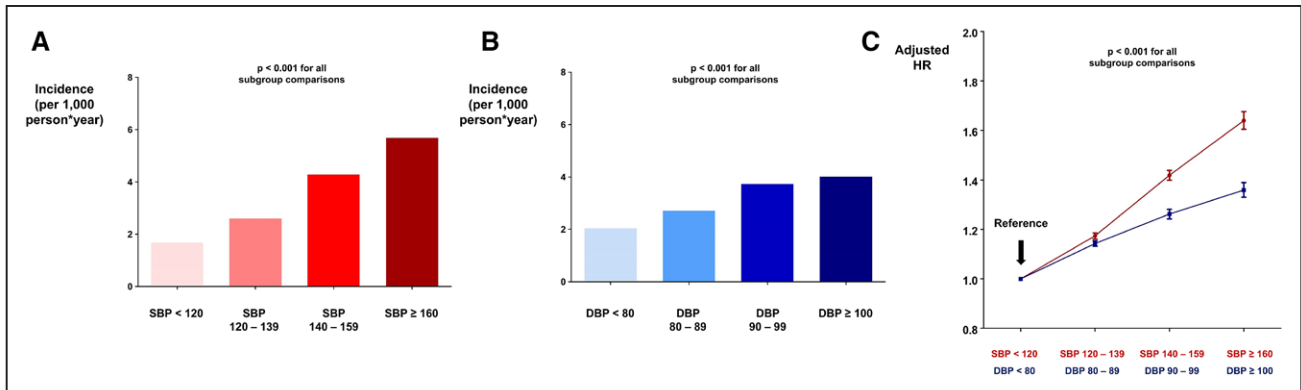 A
Incidence
(per 1,000
person*year)
p < 0.001 for all
subgroup comparisons
8
6
4
2
0
SBP < 120
SBP
120 – 139
SBP
140 – 159
SBP ≥ 160
B
Incidence
(per 1,000
person*year)
p < 0.001 for all
subgroup comparisons
8
6
4
2
0
DBP < 80
DBP
80 – 89
DBP
90 – 99
DBP ≥ 100
C
Adjusted
HR
p < 0.001 for all
subgroup comparisons
2.0
1.8
1.6
1.4
1.2
1.0
0.8
Reference
SBP < 120 SBP 120 – 139 SBP 140 – 159 SBP ≥ 160
DBP < 80 DBP 80 – 89 DBP 90 – 99 DBP ≥ 100